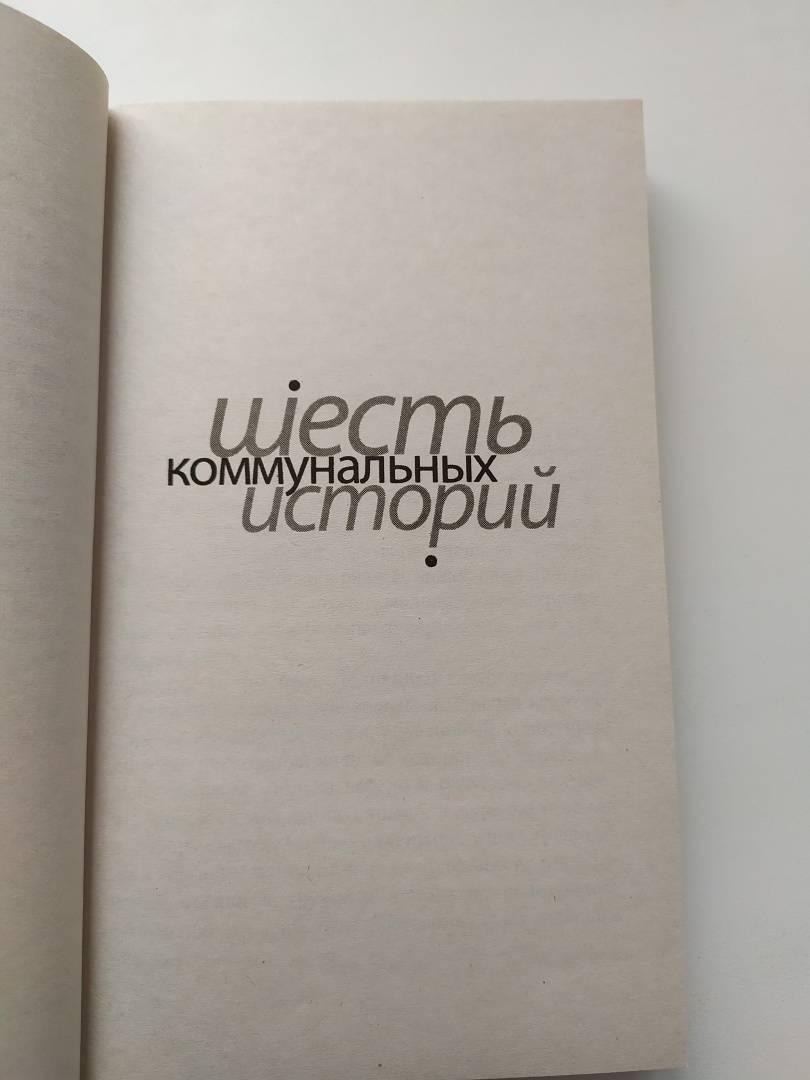 шесть
коммунальных
историй